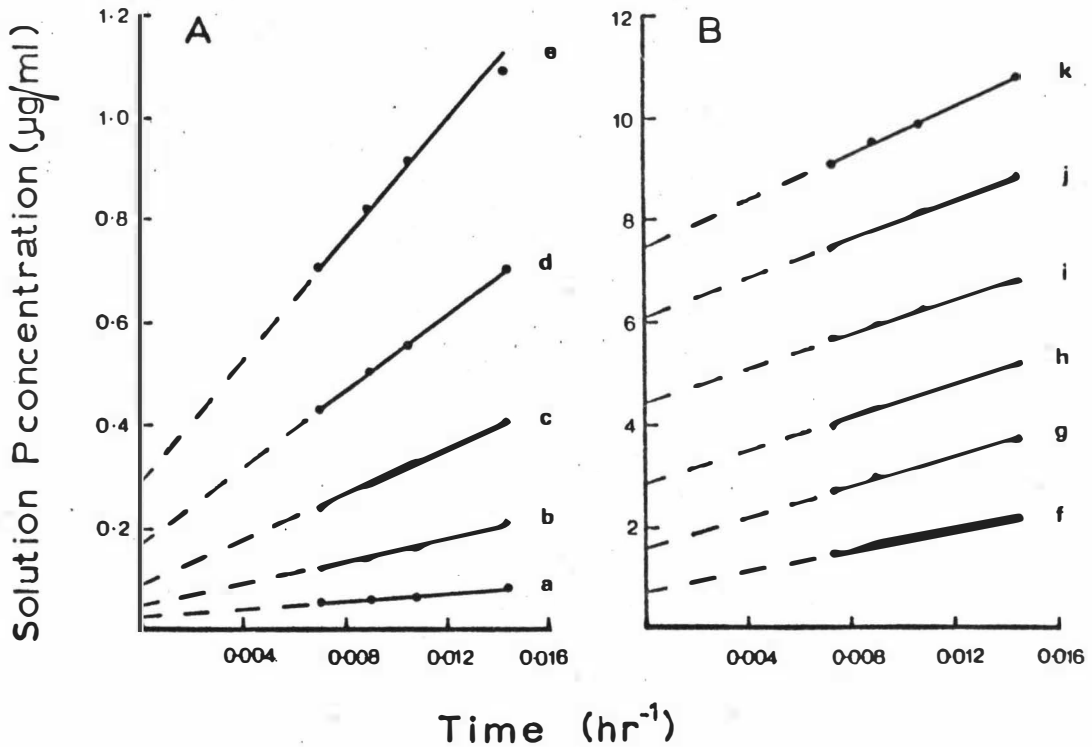 A
B
Solution P concentration (µg/ml)
1·2
1·0
0·8
0·6
0·4
0·2
e
d
c
b
a
0·004
0·008
0·012
0·016
12
10
8
6
4
2
k
j
i
h
g
f
0·004
0·008
0·012
0·016
Time (hr⁻¹)